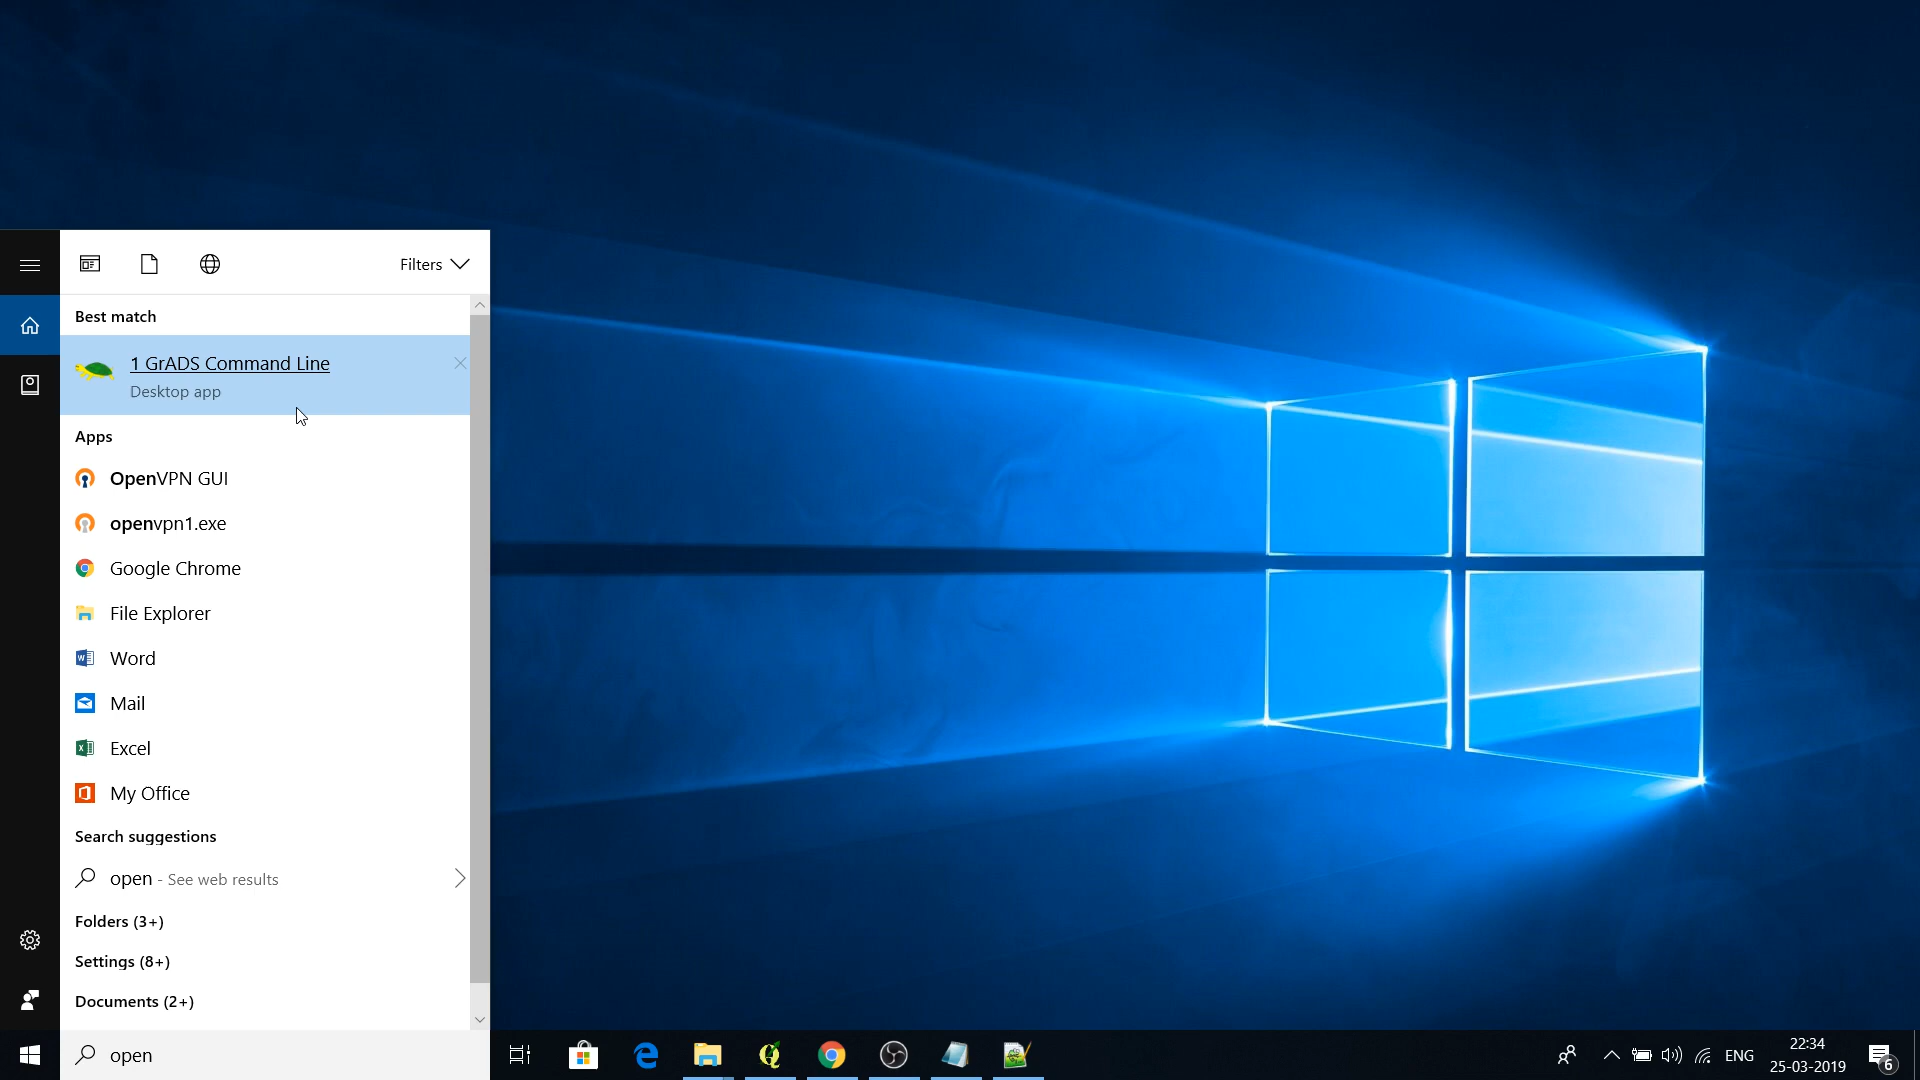 Filters
Best match
1 GrADS Command Line
Desktop app
Apps
OpenVPN GUI
openvpn1.exe
Google Chrome
File Explorer
Word
Mail
Excel
My Office
Search suggestions
open - See web results
Folders (3+)
Settings (8+)
Documents (2+)
open
ENG
22:34
25-03-2019
6